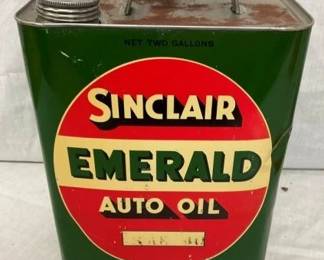 NET TWO GALLONS
SINCLAIR
EMERALD
AUTO OIL